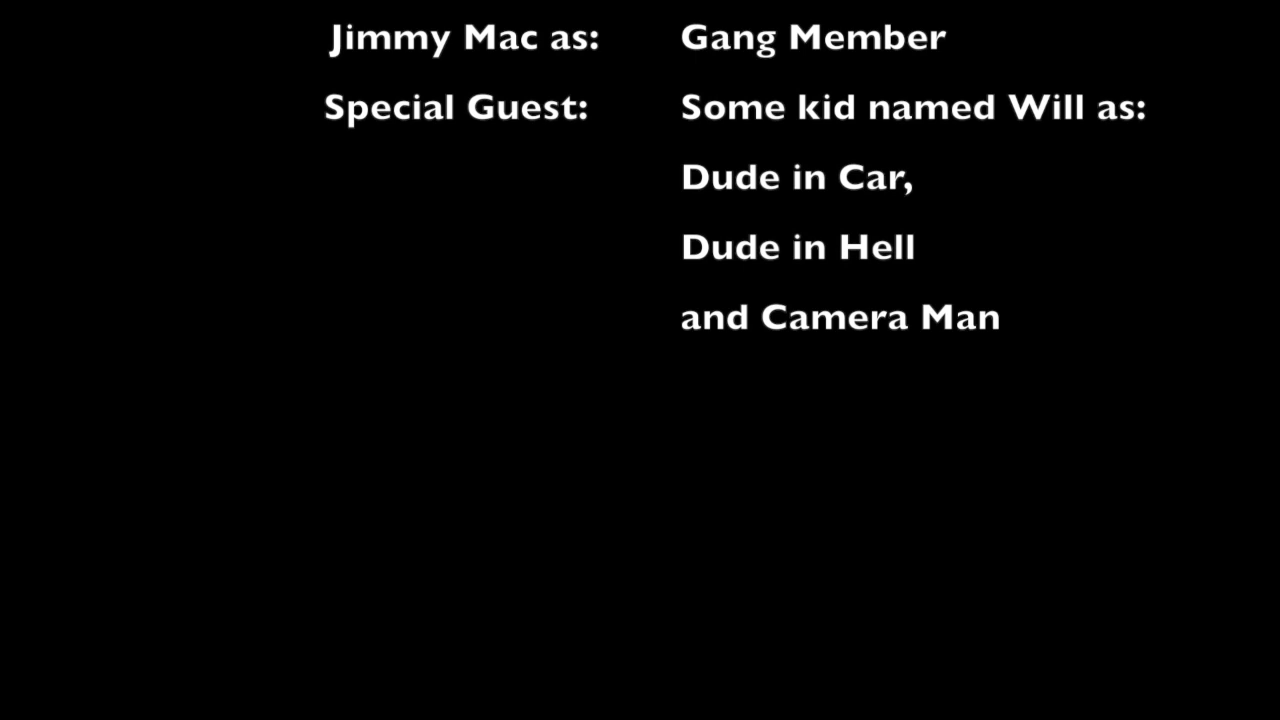 Jimmy Mac as: Gang Member
Special Guest: Some kid named Will as:
Dude in Car,
Dude in Hell
and Camera Man